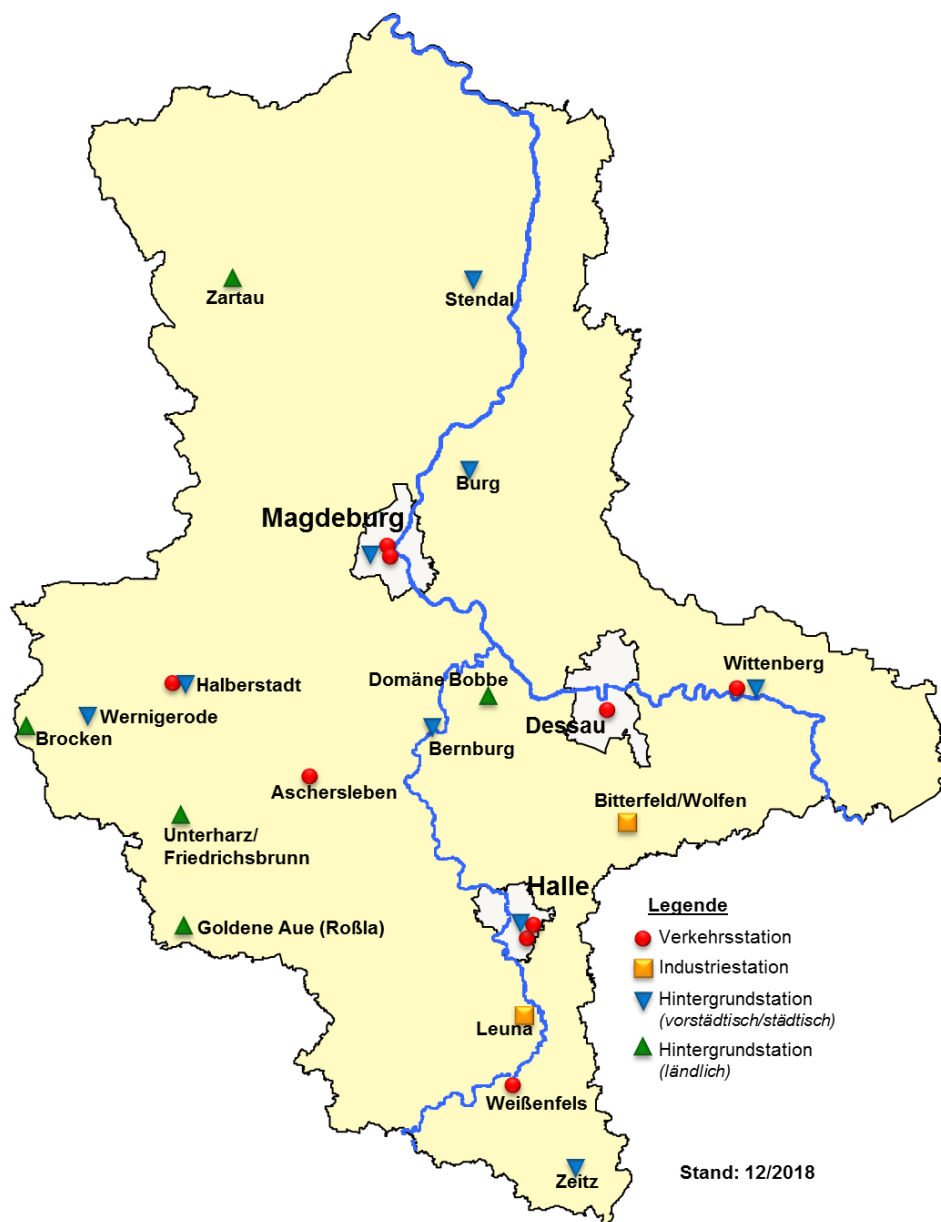 Zartau
Stendal
Burg
Magdeburg
Domäne Bobbe
Wittenberg
Halberstadt
Wernigerode
Brocken
Bernburg
Dessau
Aschersleben
Bitterfeld/Wolfen
Unterharz/
Friedrichsbrunn
Halle
Goldene Aue (Roßla)
Leuna
Weißenfels
Zeitz
Legende
Verkehrsstation
Industriestation
Hintergrundstation
(vorstädtisch/städtisch)
Hintergrundstation
(ländlich)
Stand: 12/2018